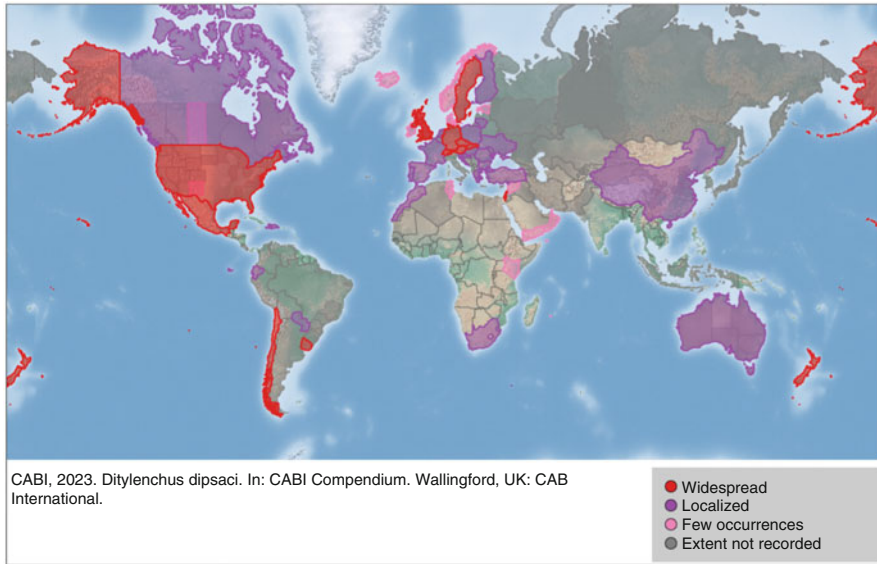 CABI, 2023. Ditylenchus dipsaci. In: CABI Compendium. Wallingford, UK: CAB
International.
Widespread
Localized
Few occurrences
Extent not recorded